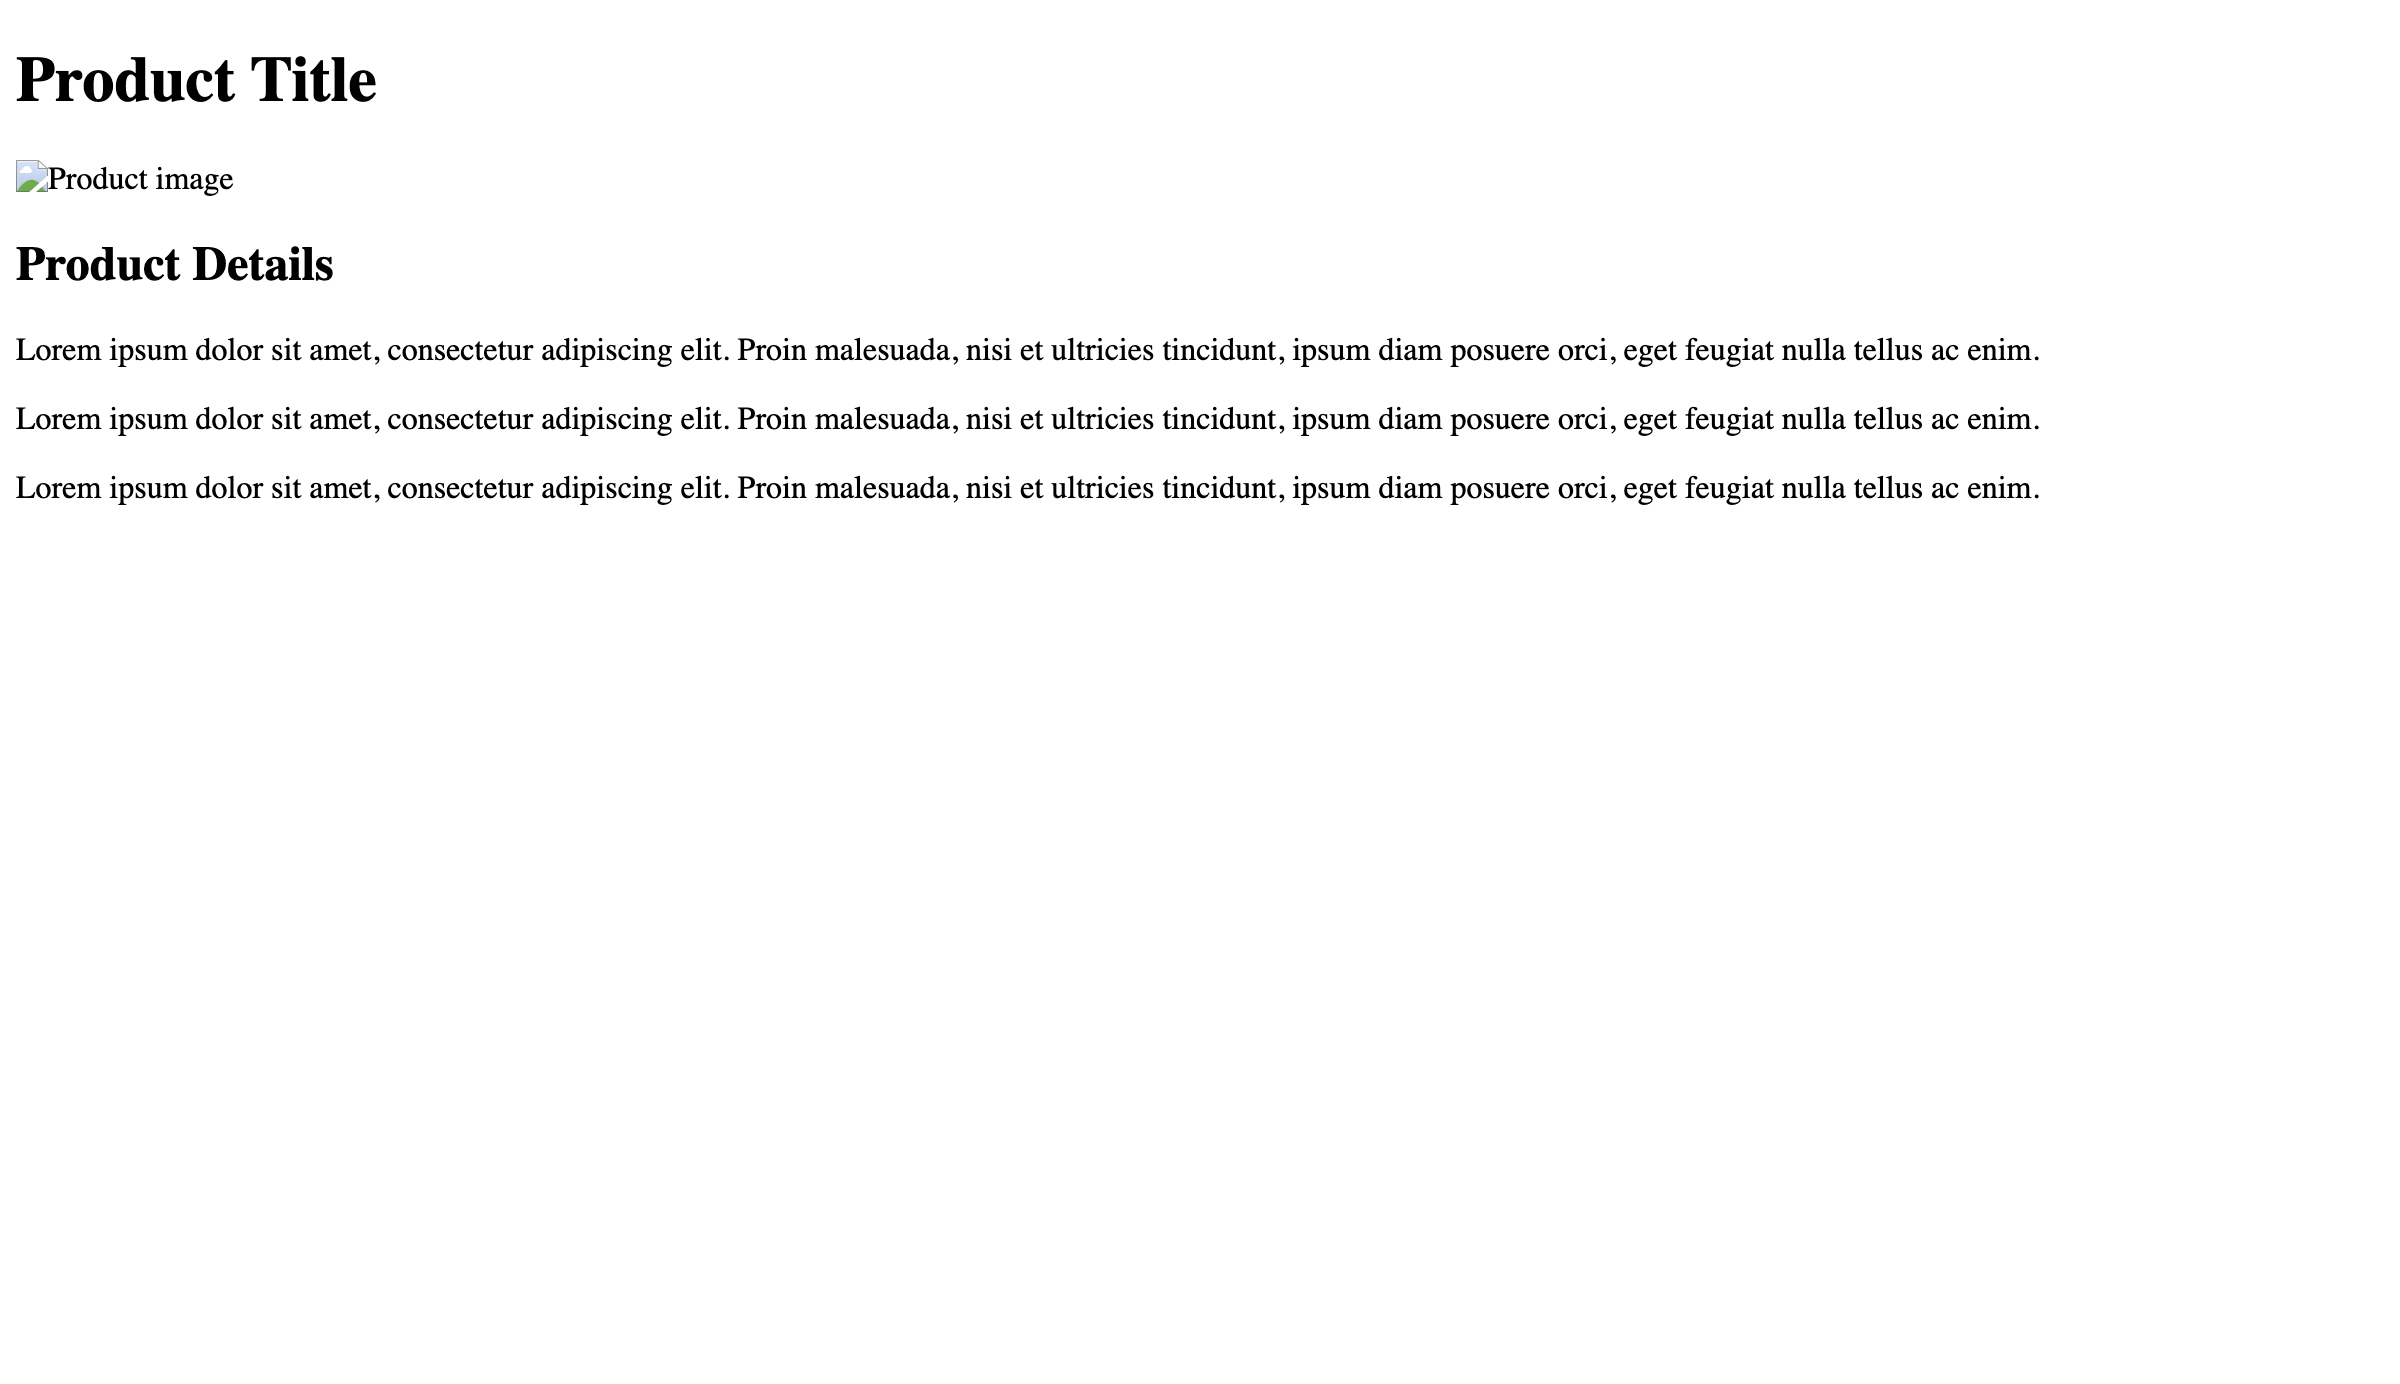 Product Title
Product image
Product Details
Lorem ipsum dolor sit amet, consectetur adipiscing elit. Proin malesuada, nisi et ultricies tincidunt, ipsum diam posuere orci, eget feugiat nulla tellus ac enim.
Lorem ipsum dolor sit amet, consectetur adipiscing elit. Proin malesuada, nisi et ultricies tincidunt, ipsum diam posuere orci, eget feugiat nulla tellus ac enim.
Lorem ipsum dolor sit amet, consectetur adipiscing elit. Proin malesuada, nisi et ultricies tincidunt, ipsum diam posuere orci, eget feugiat nulla tellus ac enim.